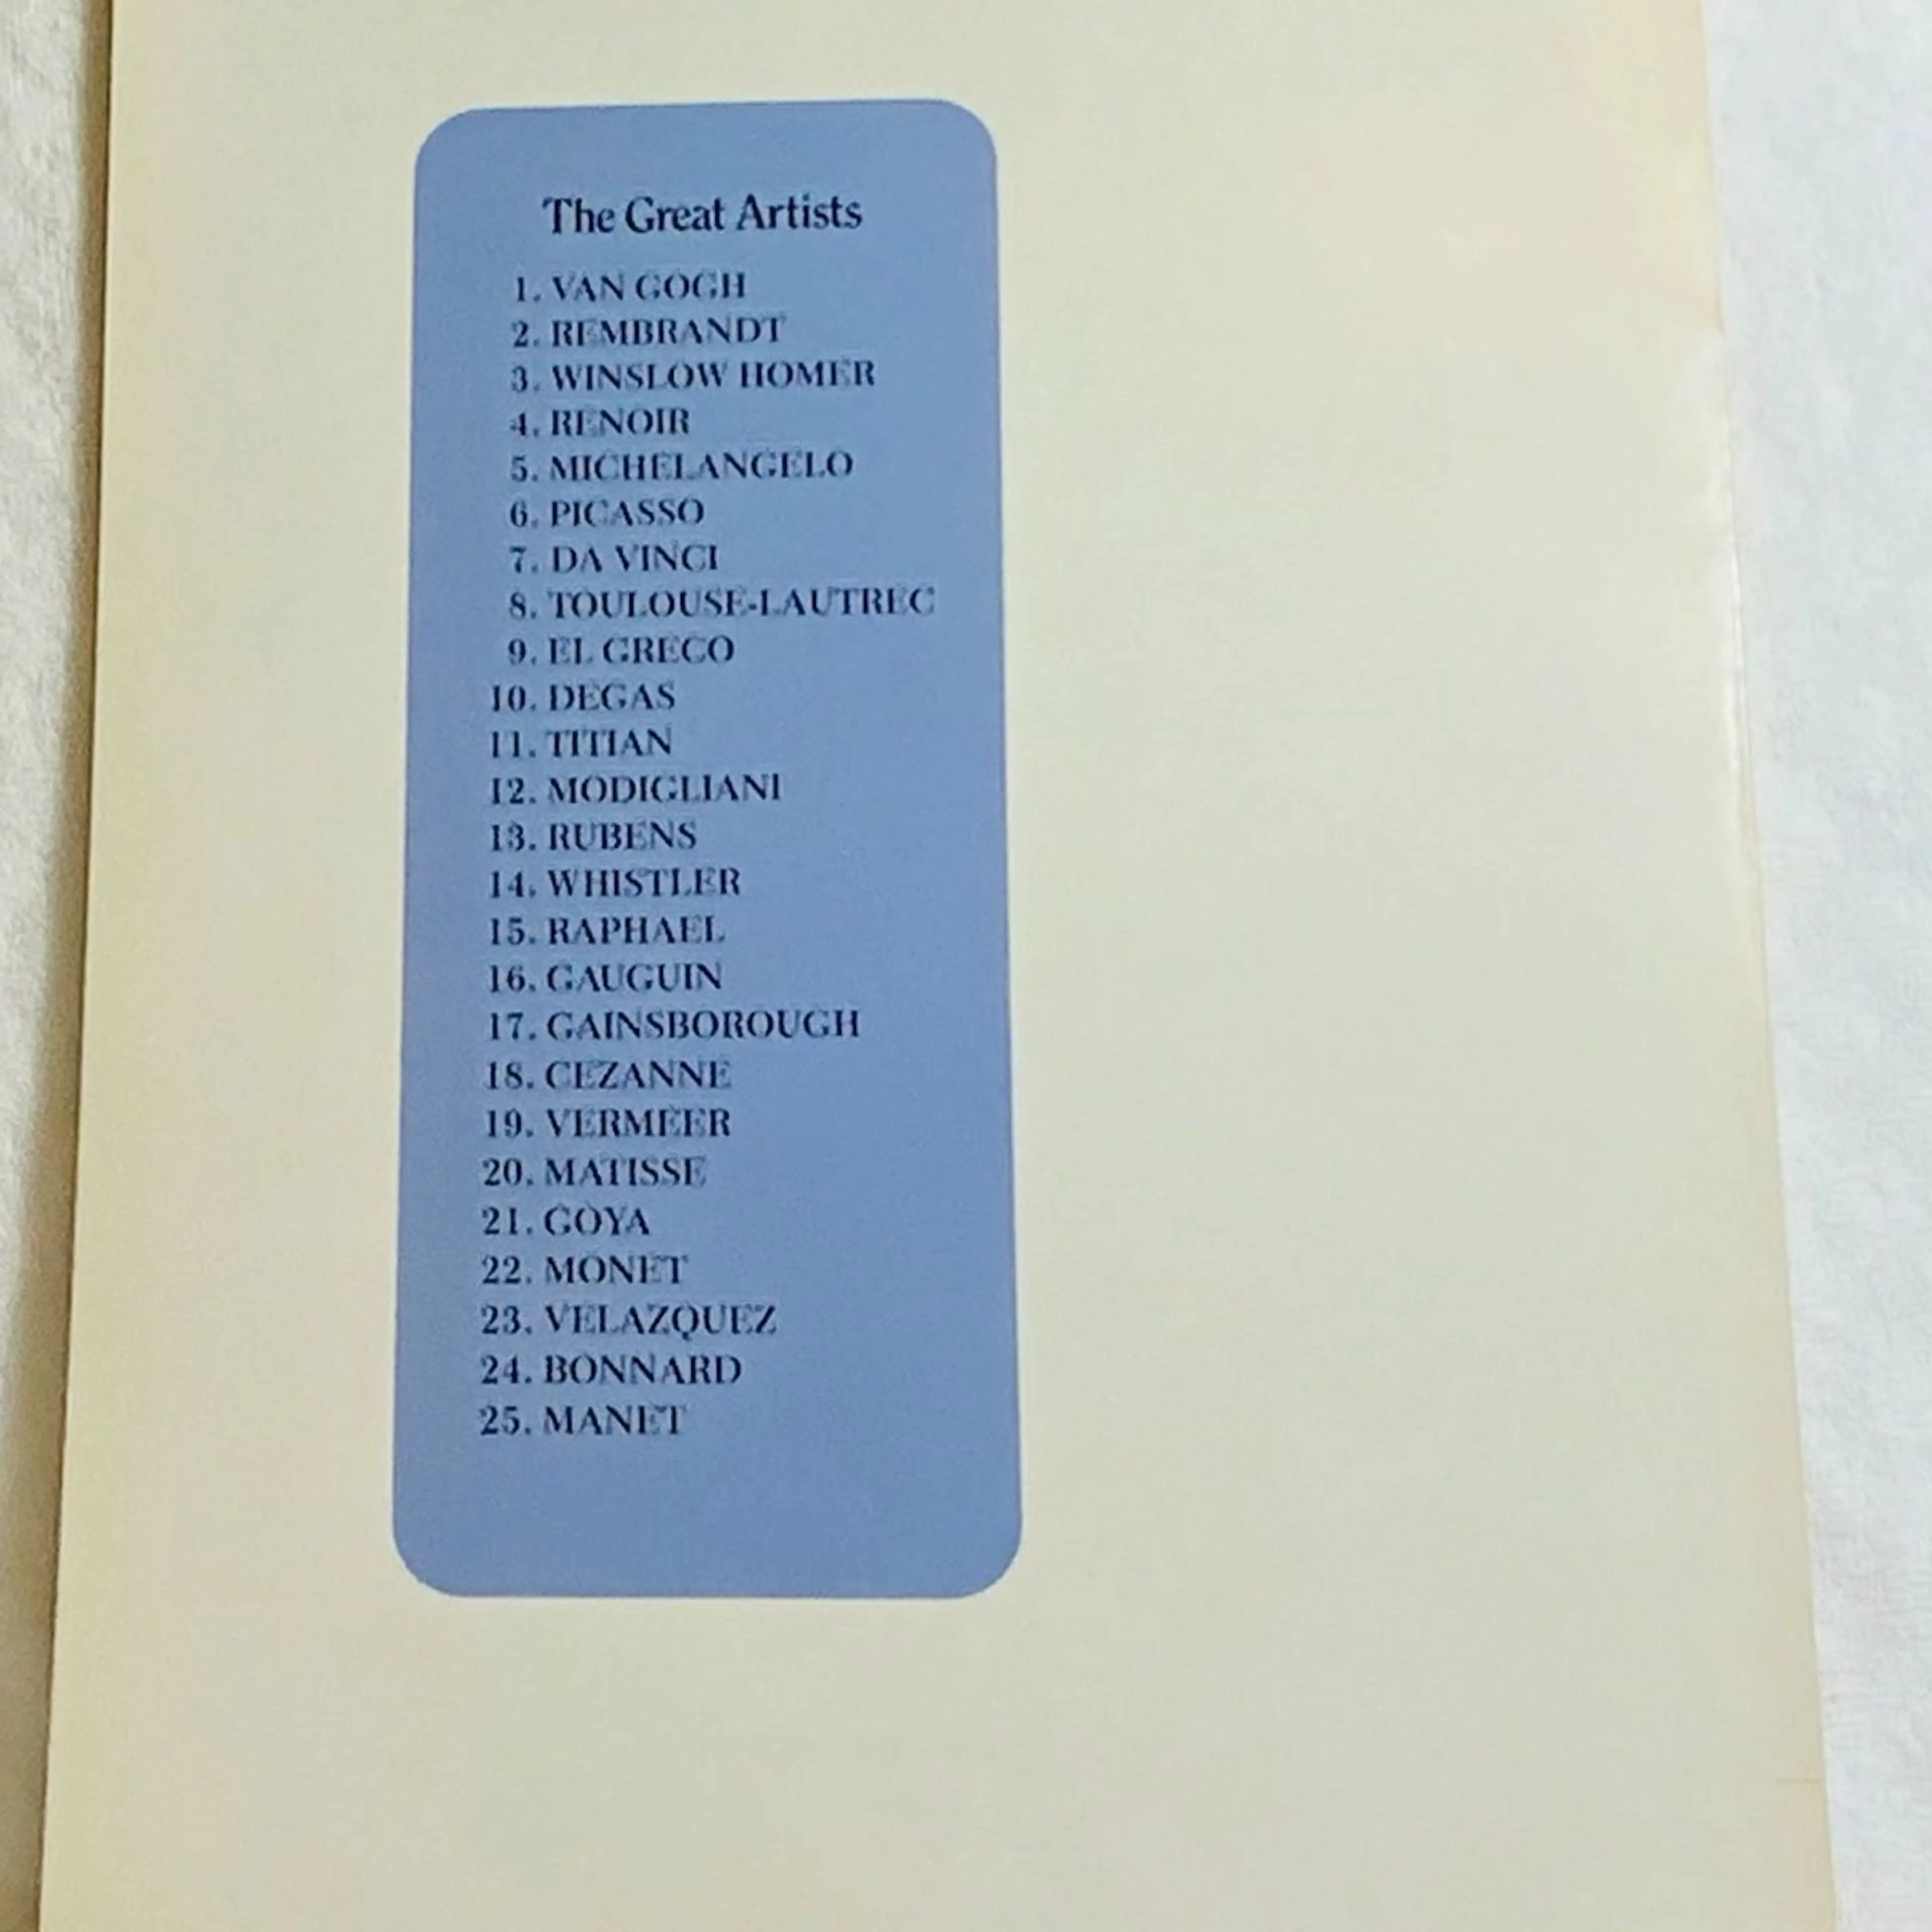 The Great Artists
1. VAN GOGH
2. REMBRANDT
3. WINSLOW HOMER
4. RENOIR
5. MICHELANGELO
6. PICASSO
7. DA VINCI
8. TOULOUSE-LAUTREC
9. EL GRECO
10. DEGAS
11. TITIAN
12. MODIGLIANI
13. RUBENS
14. WHISTLER
15. RAPHAEL
16. GAUGUIN
17. GAINSBOROUGH
18. CEZANNE
19. VERMEER
20. MATISSE
21. GOYA
22. MONET
23. VELAZQUEZ
24. BONNARD
25. MANET